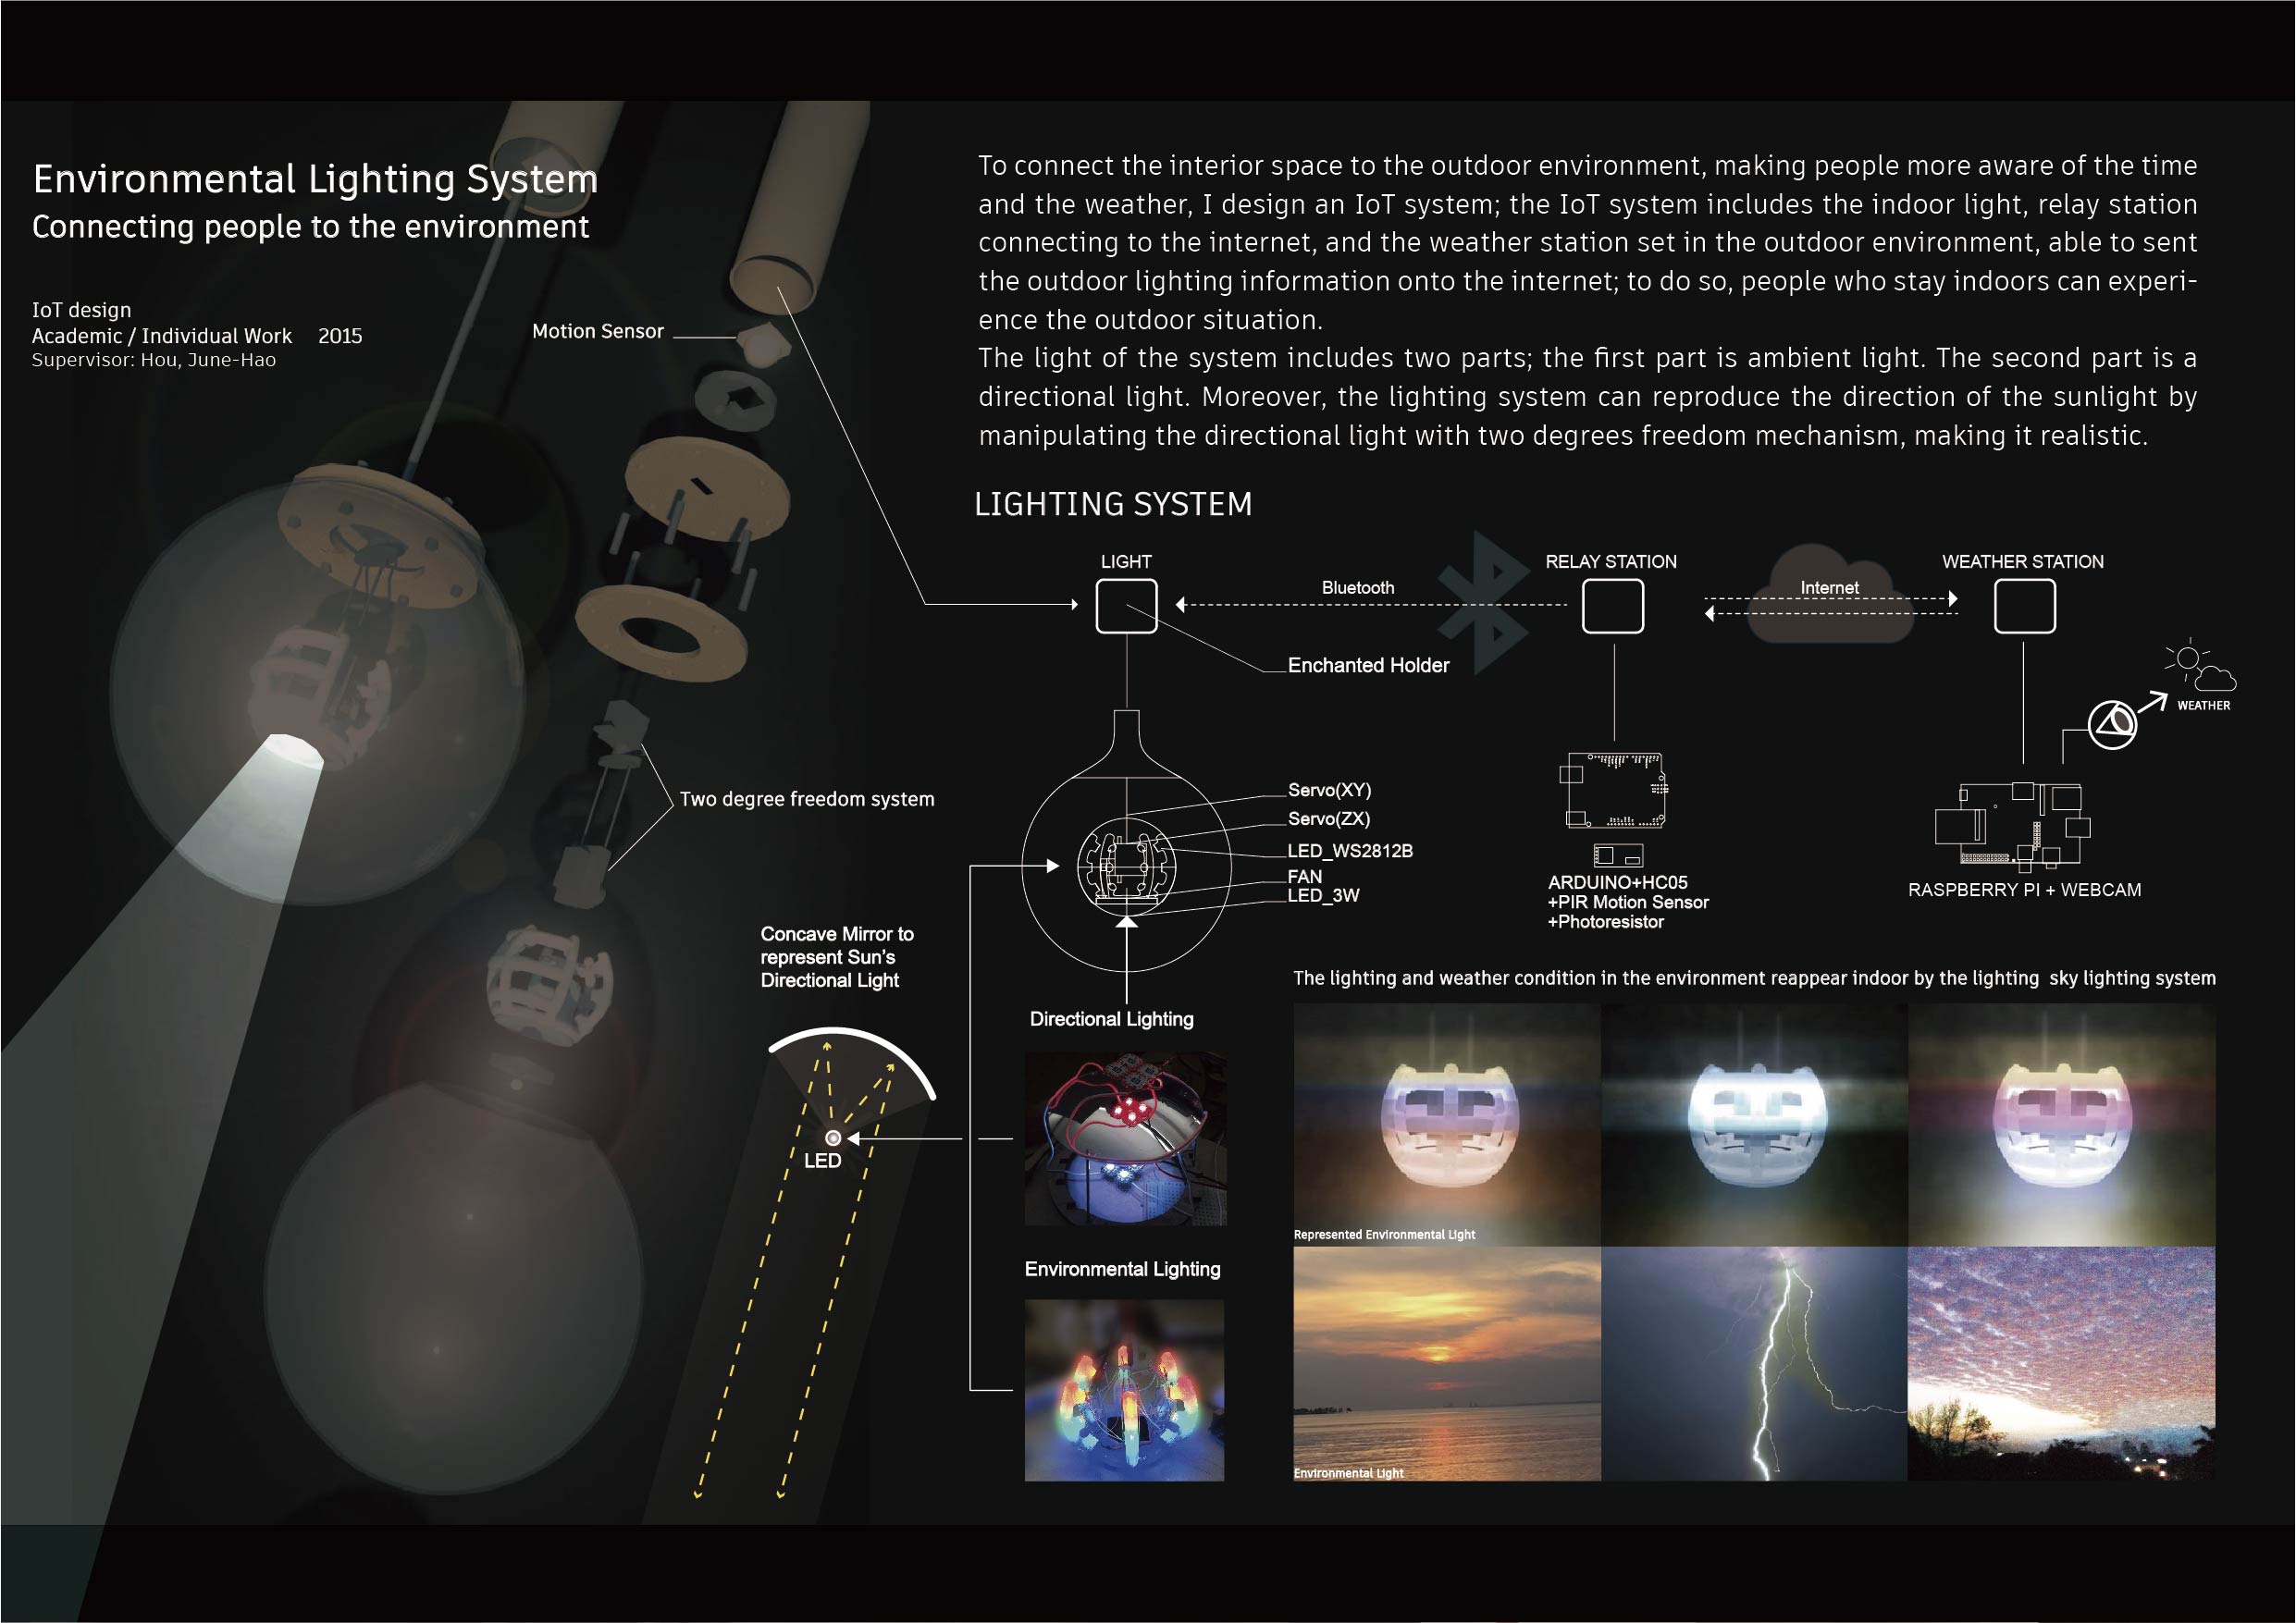 Environmental Lighting System
Connecting people to the environment
IoT design
Academic / Individual Work 2015
Supervisor: Hou, June-Hao
Motion Sensor
Two degree freedom system
To connect the interior space to the outdoor environment, making people more aware of the time
and the weather, I design an IoT system; the IoT system includes the indoor light, relay station
connecting to the internet, and the weather station set in the outdoor environment, able to sent
the outdoor lighting information onto the internet; to do so, people who stay indoors can experi-
ence the outdoor situation.
The light of the system includes two parts; the first part is ambient light. The second part is a
directional light. Moreover, the lighting system can reproduce the direction of the sunlight by
manipulating the directional light with two degrees freedom mechanism, making it realistic.
LIGHTING SYSTEM
LIGHT
Bluetooth
RELAY STATION
Internet
WEATHER STATION
Enchanted Holder
WEATHER
Servo(XY)
Servo(ZX)
LED_WS2812B
FAN
LED_3W
ARDUINO+HC05
+PIR Motion Sensor
+Photoresistor
RASPBERRY PI + WEBCAM
Concave Mirror to
represent Sun's
Directional Light
LED
Directional Lighting
Environmental Lighting
The lighting and weather condition in the environment reappear indoor by the lighting sky lighting system
Represented Environmental Light
Environmental Light